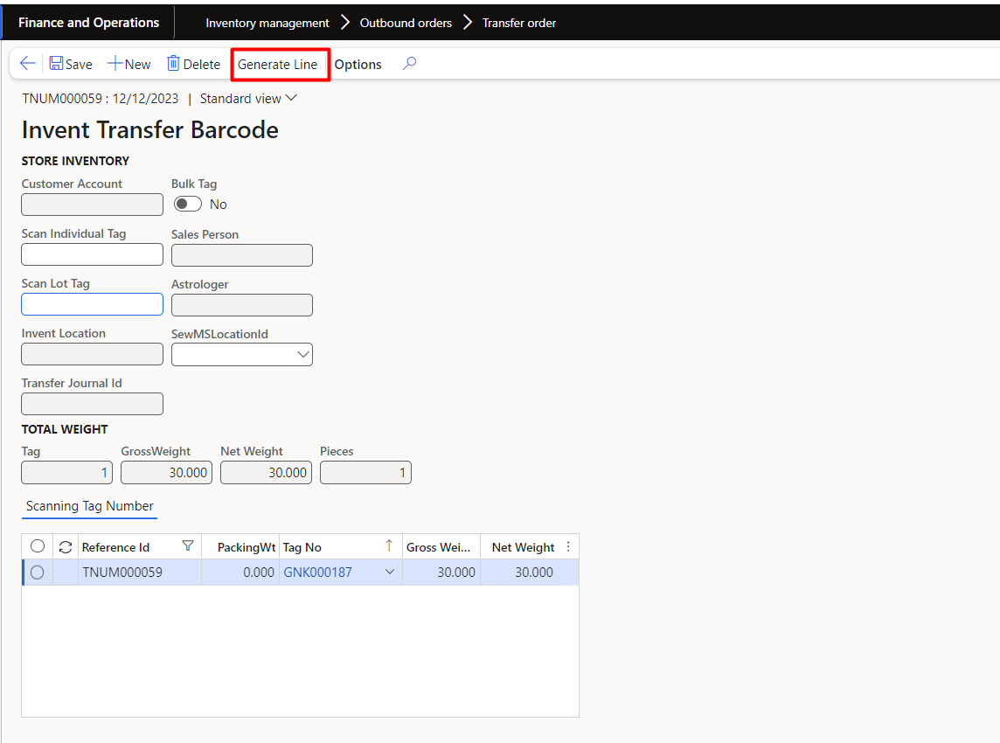 Finance and Operations Inventory management Outbound orders Transfer order
Save New Delete Generate Line Options
TNUM000059 : 12/12/2023 | Standard view
Invent Transfer Barcode
STORE INVENTORY
Customer Account Bulk Tag
No
Scan Individual Tag Sales Person
Scan Lot Tag Astrologer
Invent Location SewMSLocationId
Transfer Journal Id
TOTAL WEIGHT
Tag GrossWeight Net Weight Pieces
1 30.000 30.000 1
Scanning Tag Number
Reference Id PackingWt Tag No Gross Wei... Net Weight
TNUM000059 0.000 GNK000187 30.000 30.000